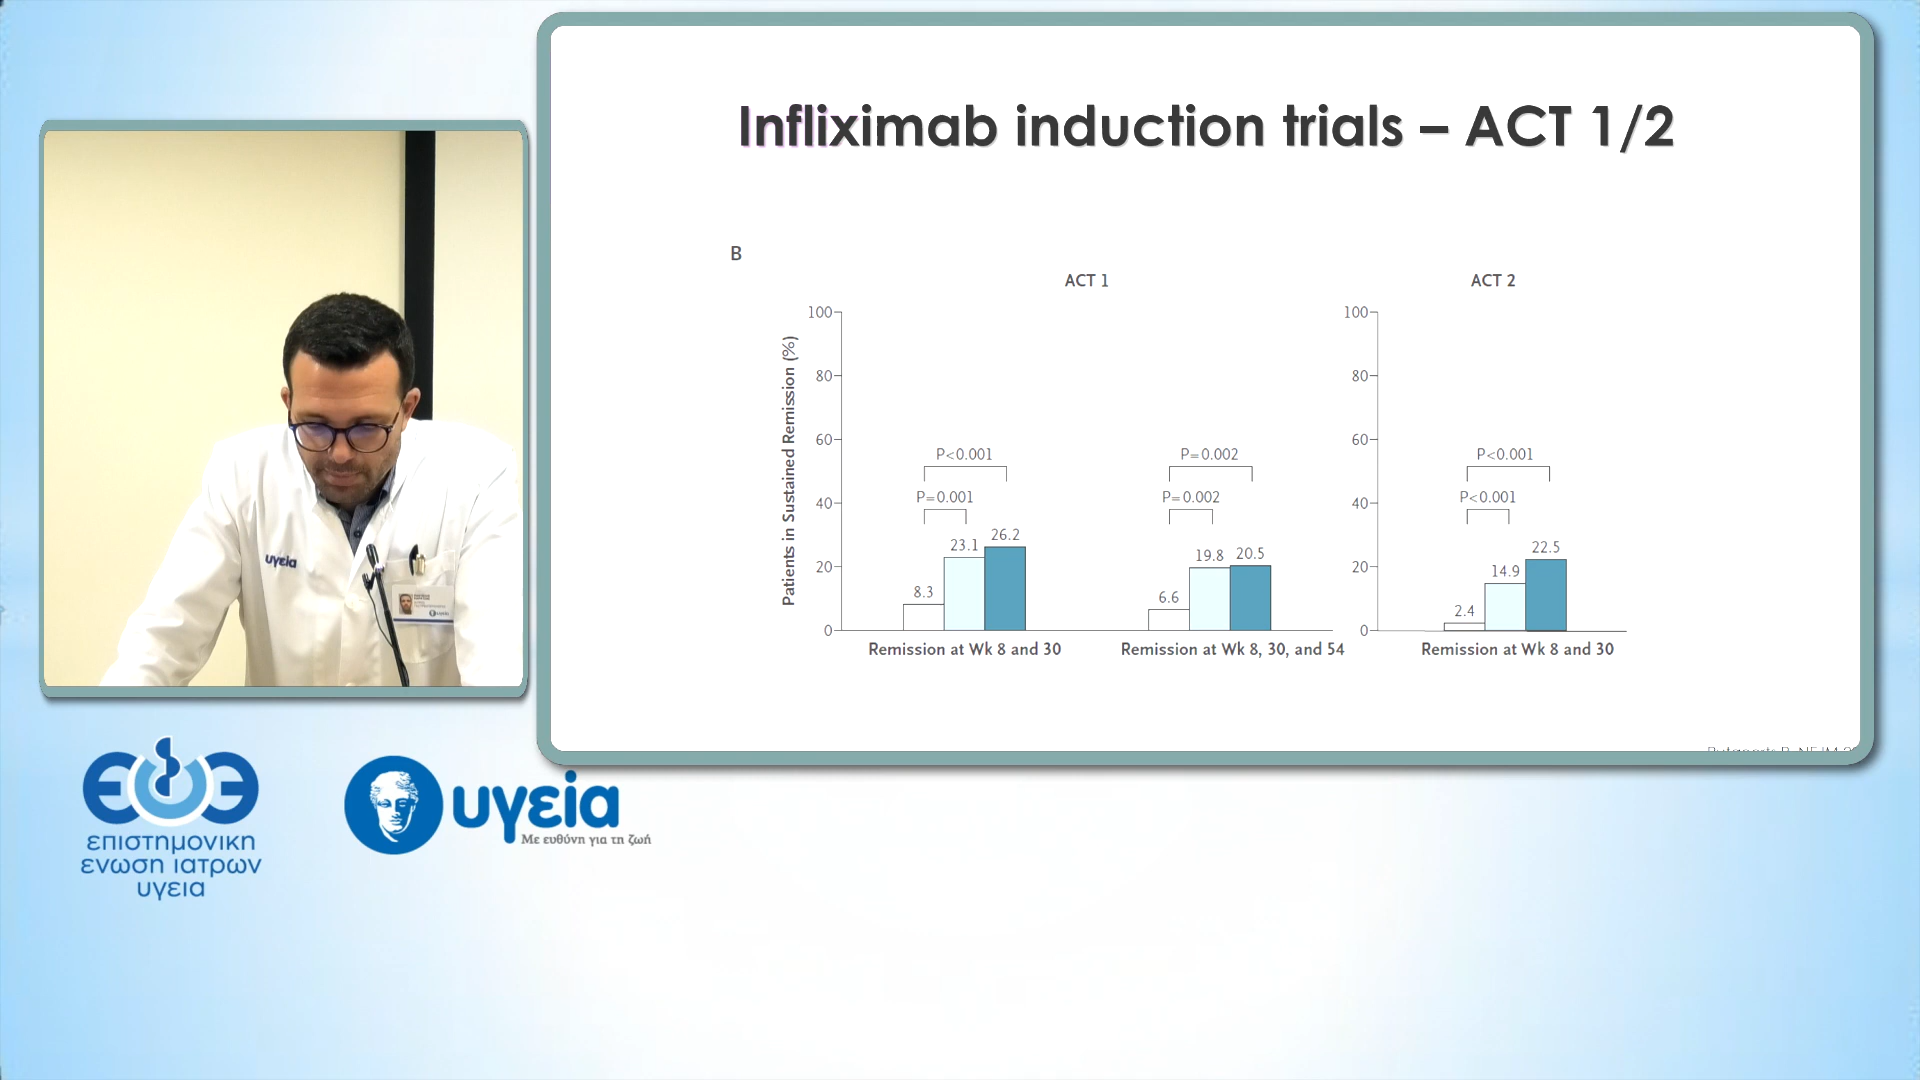 Infliximab induction trials – ACT 1/2
B
ACT 1
ACT 2
Patients in Sustained Remission (%)
100
80
60
40
20
0
P<0.001
P=0.001
8.3
23.1
26.2
Remission at Wk 8 and 30
P=0.002
P=0.002
6.6
19.8
20.5
Remission at Wk 8, 30, and 54
100
80
60
40
20
0
P<0.001
P<0.001
2.4
14.9
22.5
Remission at Wk 8 and 30
υγεία
επιστημονικη
ενωση ιατρων
υγεια
υγεία
Με ευθύνη για τη ζωή